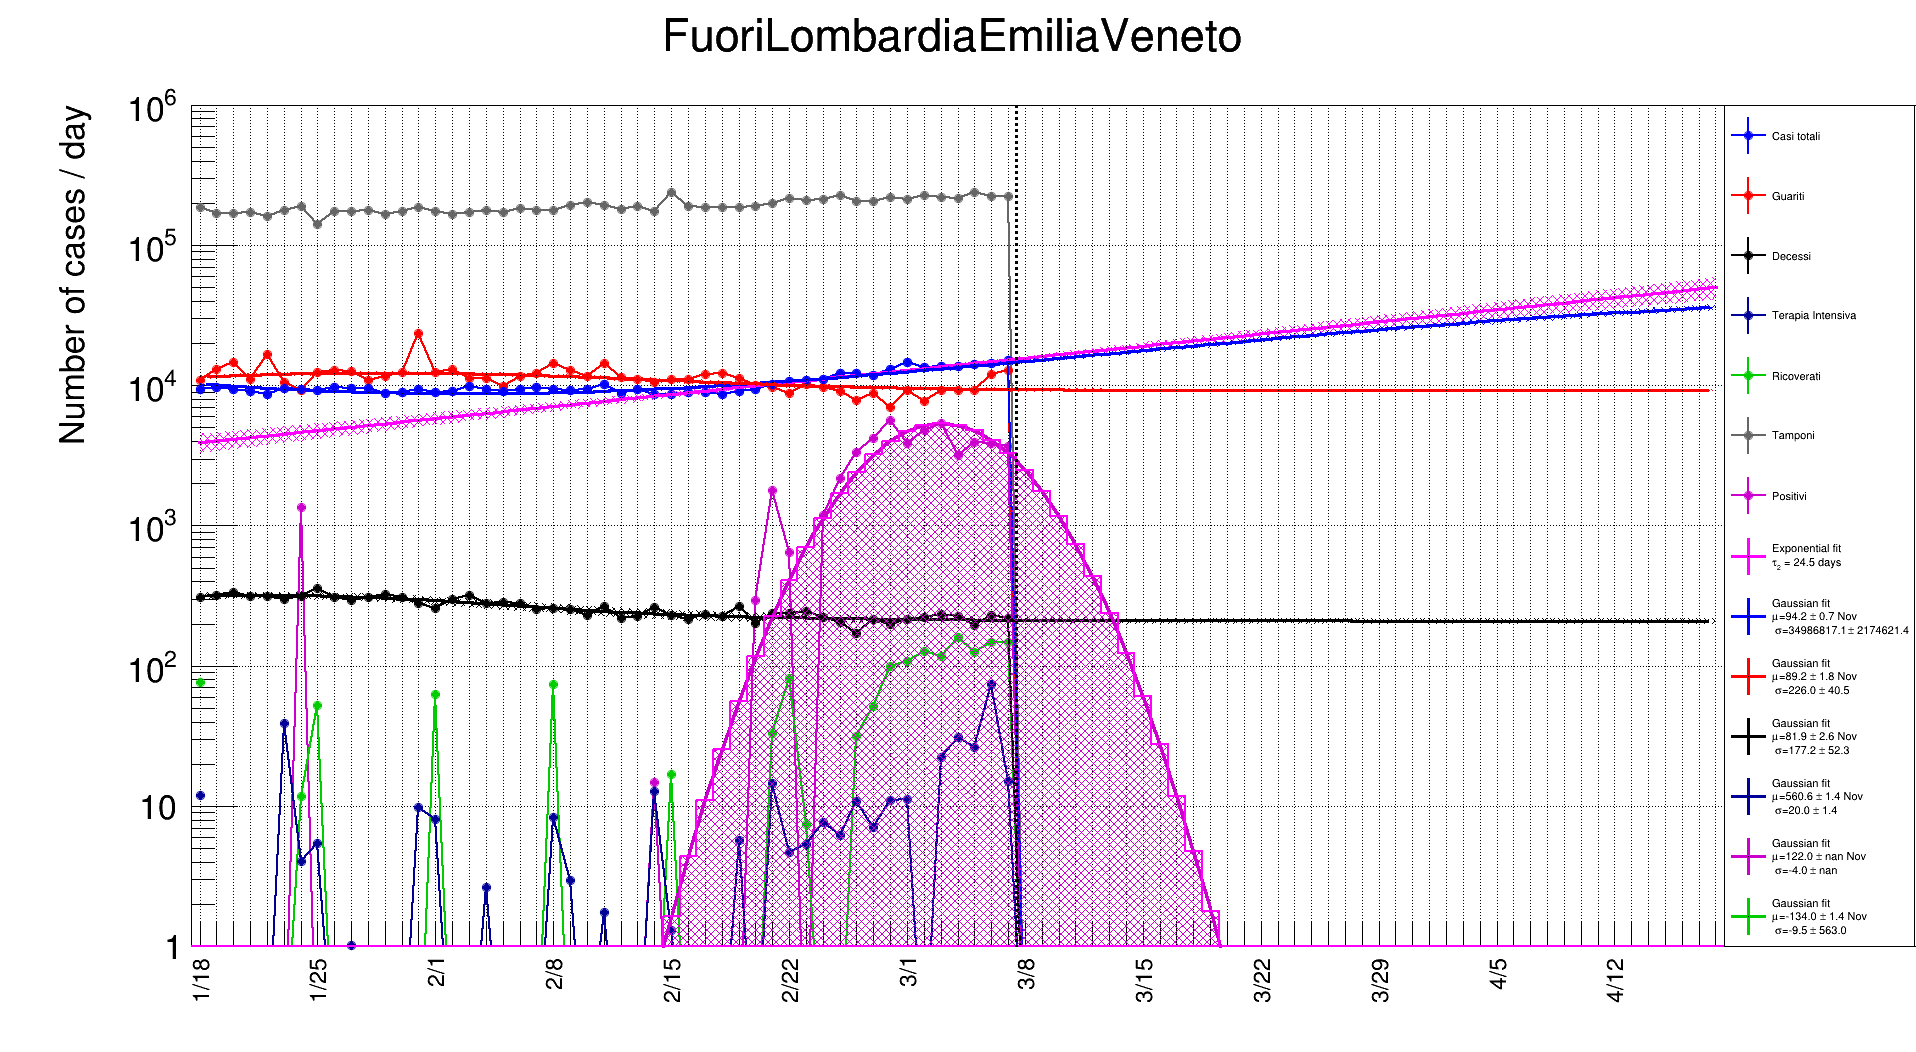 FuoriLombardiaEmiliaVeneto
Number of cases / day
10^6
10^5
10^4
10^3
10^2
10
1
1/18
1/25
2/1
2/8
2/15
2/22
3/1
3/8
3/15
3/22
3/29
4/5
4/12
Casi totali
Guariti
Decessi
Terapia Intensiva
Ricoverati
Tamponi
Positivi
Exponential fit
τ₂ = 24.5 days
Gaussian fit
μ=94.2 ± 0.7 Nov
σ=34986817.1 ± 2174621.4
Gaussian fit
μ=89.2 ± 1.8 Nov
σ=226.0 ± 40.5
Gaussian fit
μ=81.9 ± 2.6 Nov
σ=177.2 ± 52.3
Gaussian fit
μ=560.6 ± 1.4 Nov
σ=20.0 ± 1.4
Gaussian fit
μ=122.0 ± nan Nov
σ=-4.0 ± nan
Gaussian fit
μ=-134.0 ± 1.4 Nov
σ=-9.5 ± 563.0